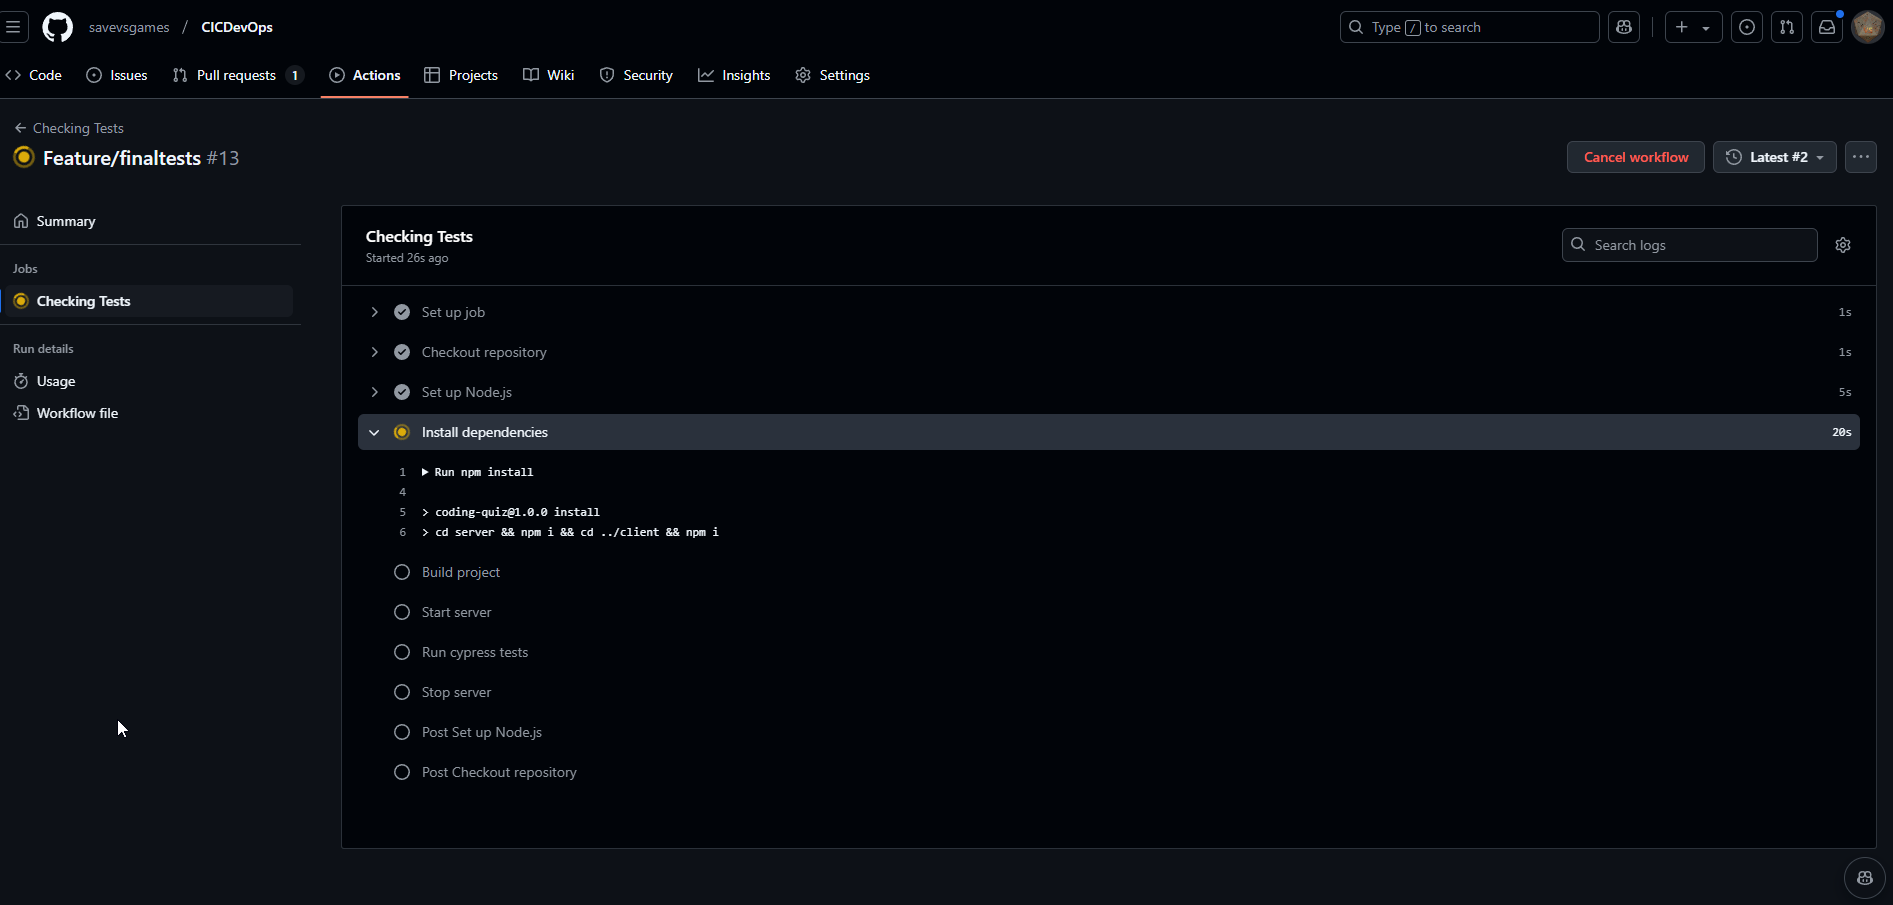 savevsgames / CICDevOps
Type / to search
Code
Issues
Pull requests 1
Actions
Projects
Wiki
Security
Insights
Settings
Checking Tests
Feature/finaltests #13
Cancel workflow
Latest #2
Summary
Jobs
Checking Tests
Run details
Usage
Workflow file
Checking Tests
Started 26s ago
Search logs
Set up job 1s
Checkout repository 1s
Set up Node.js 5s
Install dependencies 20s
1 Run npm install
4
5 > coding-quiz@1.0.0 install
6 > cd server && npm i && cd ../client && npm i
Build project
Start server
Run cypress tests
Stop server
Post Set up Node.js
Post Checkout repository